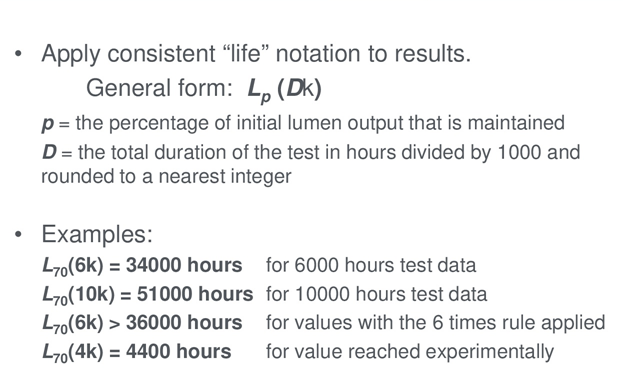 • Apply consistent “life” notation to results.
General form: Lp (Dk)
p = the percentage of initial lumen output that is maintained
D = the total duration of the test in hours divided by 1000 and
rounded to a nearest integer
• Examples:
L70(6k) = 34000 hours for 6000 hours test data
L70(10k) = 51000 hours for 10000 hours test data
L70(6k) > 36000 hours for values with the 6 times rule applied
L70(4k) = 4400 hours for value reached experimentally